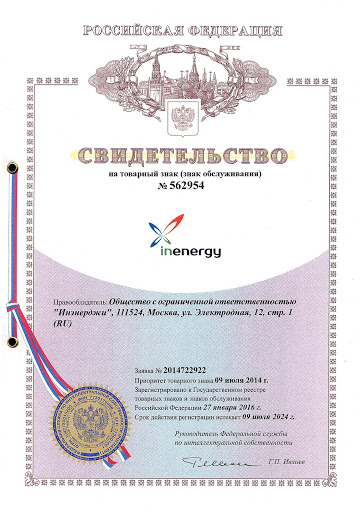 РОССИЙСКАЯ ФЕДЕРАЦИЯ
СВИДЕТЕЛЬСТВО
на товарный знак (знак обслуживания)
№ 562954
inenergy
Правообладатель: Общество с ограниченной ответственностью
"Инэнерджи", 111524, Москва, ул. Электродная, 12, стр. 1
(RU)
Заявка № 2014722922
Приоритет товарного знака 09 июля 2014 г.
Зарегистрировано в Государственном реестре
товарных знаков и знаков обслуживания
Российской Федерации 27 января 2016 г.
Срок действия регистрации истекает 09 июля 2024 г.
Руководитель Федеральной службы
по интеллектуальной собственности
Г.П. Ивлиев